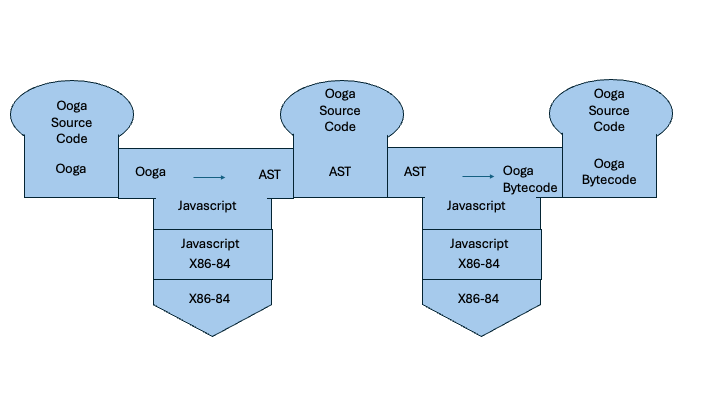 Ooga
Source
Code
Ooga
Ooga
AST
Javascript
Javascript
X86-84
X86-84
Ooga
Source
Code
AST
AST
Ooga
Bytecode
Javascript
Javascript
X86-84
X86-84
Ooga
Source
Code
Ooga
Bytecode